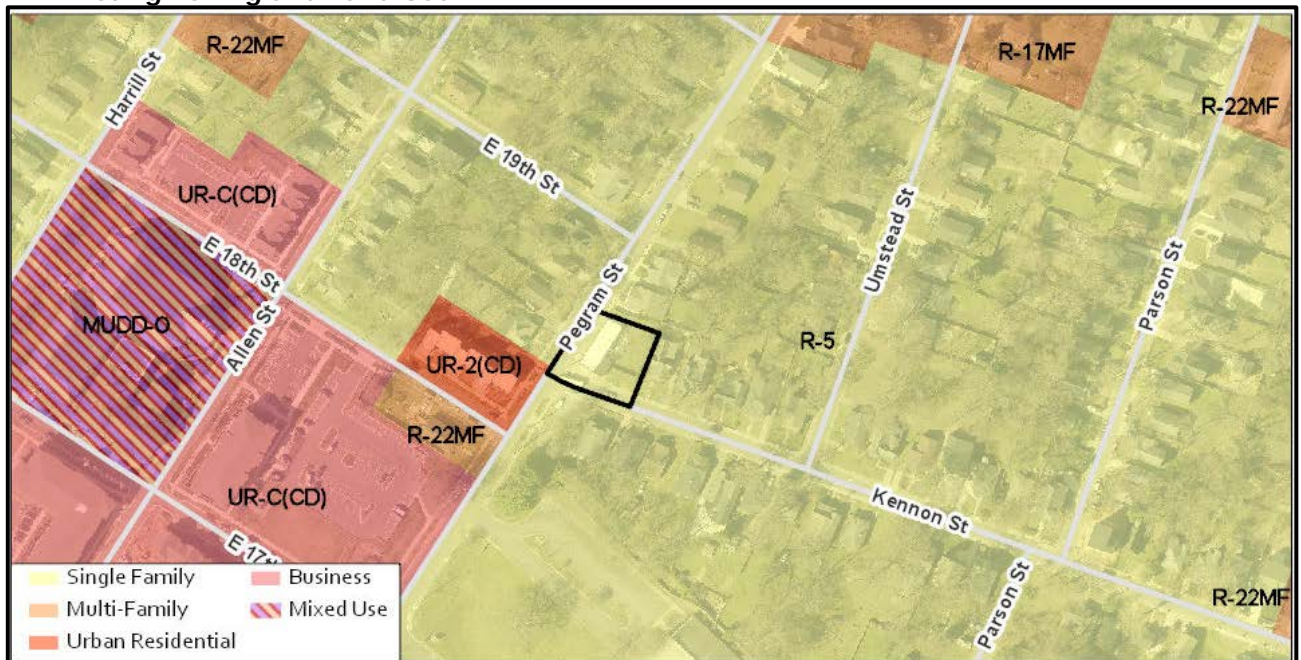 R-22MF
R-17MF
Harrill St
R-22MF
E 19th St
UR-C(CD)
E 18th St
Umstead St
Parson St
Pegram St
MUDD-O
Allen St
R-5
UR-2(CD)
R-22MF
UR-C(CD)
Kennon St
E 17th
Parson St
R-22MF
Single Family
Business
Multi-Family
Mixed Use
Urban Residential